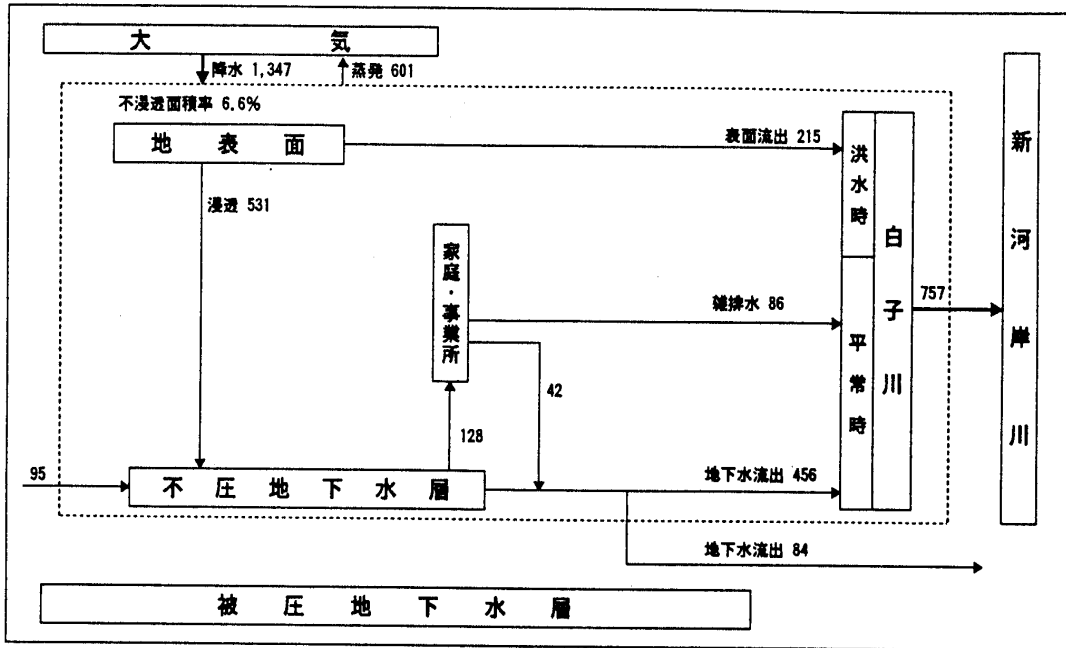 大気
降水 1,347
蒸発 601
不浸透面積率 6.6%
地表面
表面流出 215
浸透 531
家庭・事業所
雑排水 86
42
128
95
不圧地下水層
地下水流出 456
地下水流出 84
洪水時
平常時
白子川
757
新河岸川
被圧地下水層